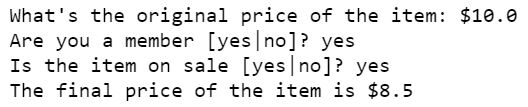 What's the original price of the item: $10.0
Are you a member [yes|no]? yes
Is the item on sale [yes|no]? yes
The final price of the item is $8.5